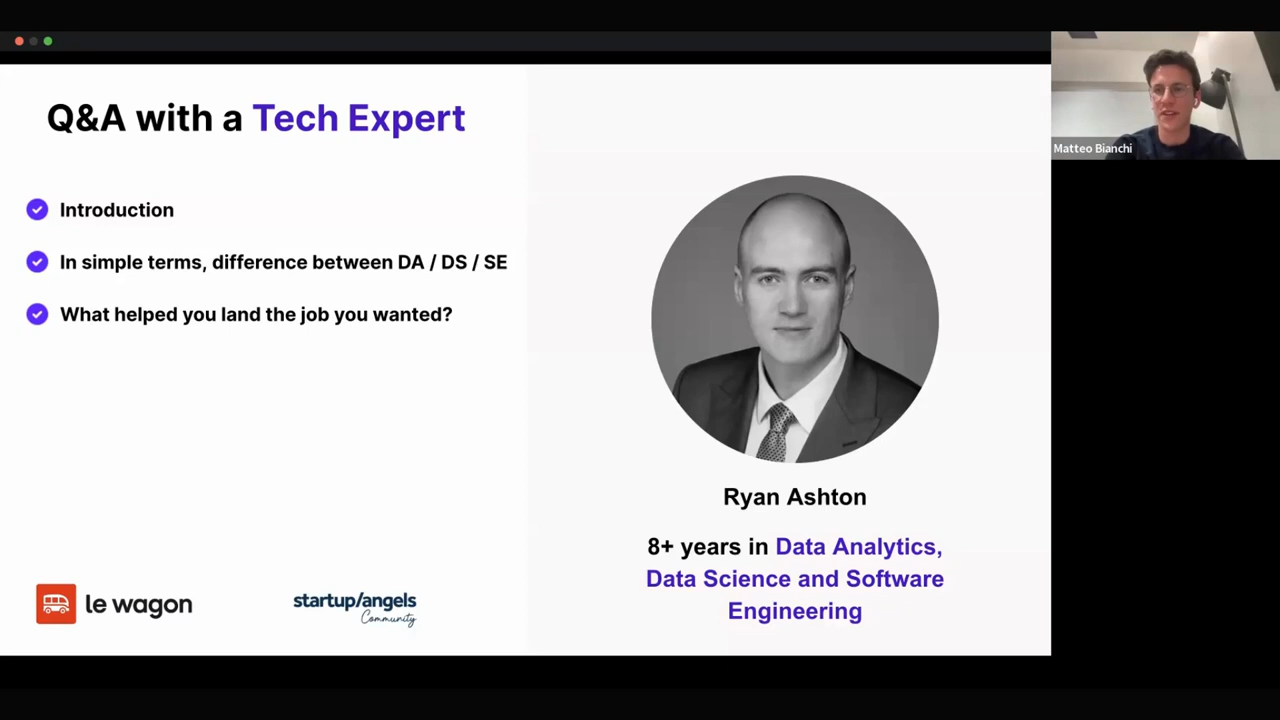 Q&A with a Tech Expert
Introduction
In simple terms, difference between DA / DS / SE
What helped you land the job you wanted?
le wagon
startup/angels
Community
Ryan Ashton
8+ years in Data Analytics,
Data Science and Software
Engineering
Matteo Bianchi